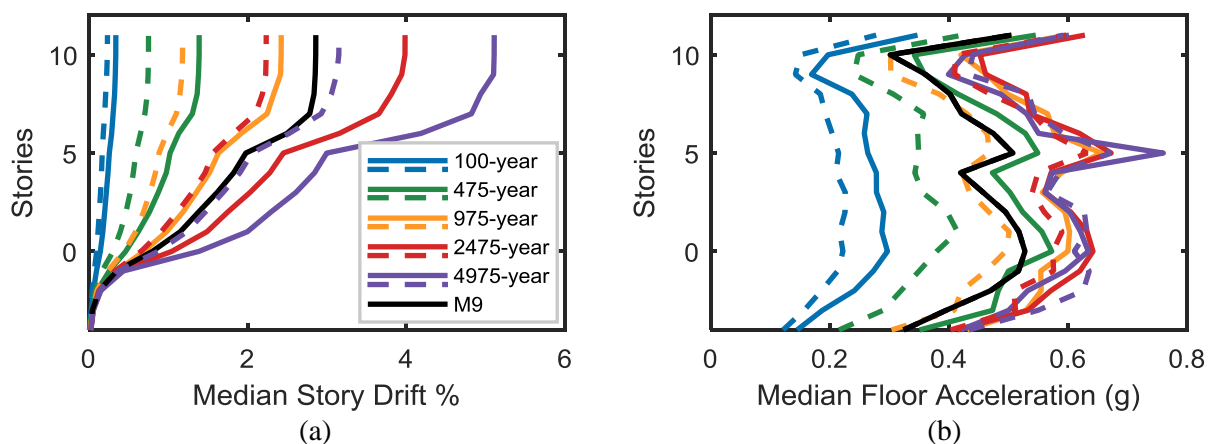 10
5
0
Stories
100-year
475-year
975-year
2475-year
4975-year
M9
0 2 4 6
Median Story Drift %
(a)
10
5
0
Stories
0 0.2 0.4 0.6 0.8
Median Floor Acceleration (g)
(b)